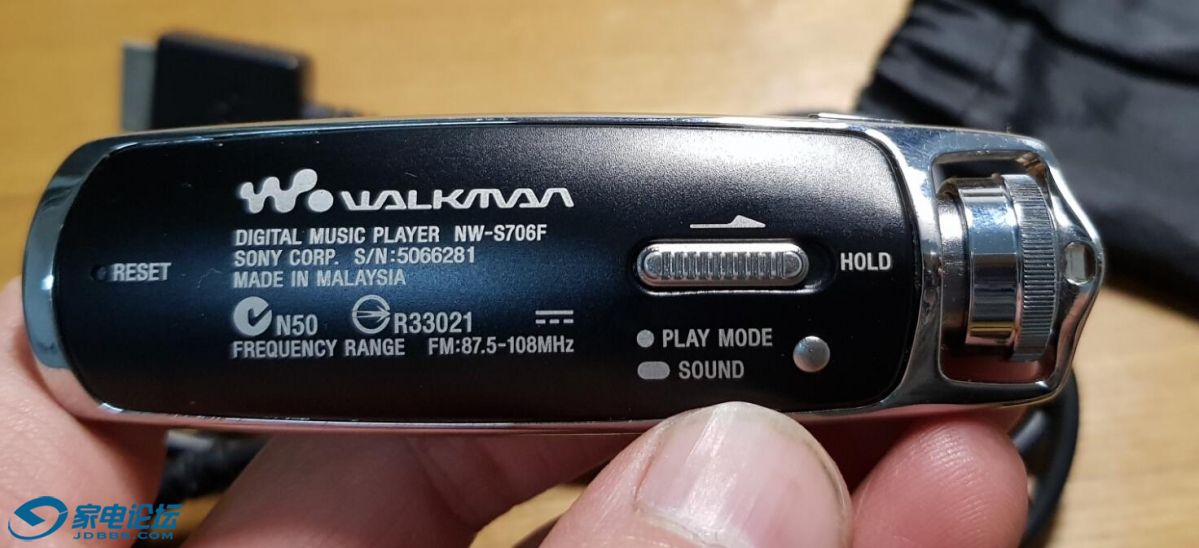 WALKMAN
DIGITAL MUSIC PLAYER NW-S706F
SONY CORP. S/N:5066281
MADE IN MALAYSIA
RESET
N50 R33021
FREQUENCY RANGE FM:87.5-108MHz
HOLD
PLAY MODE
SOUND
家电论坛
JDBBS.COM